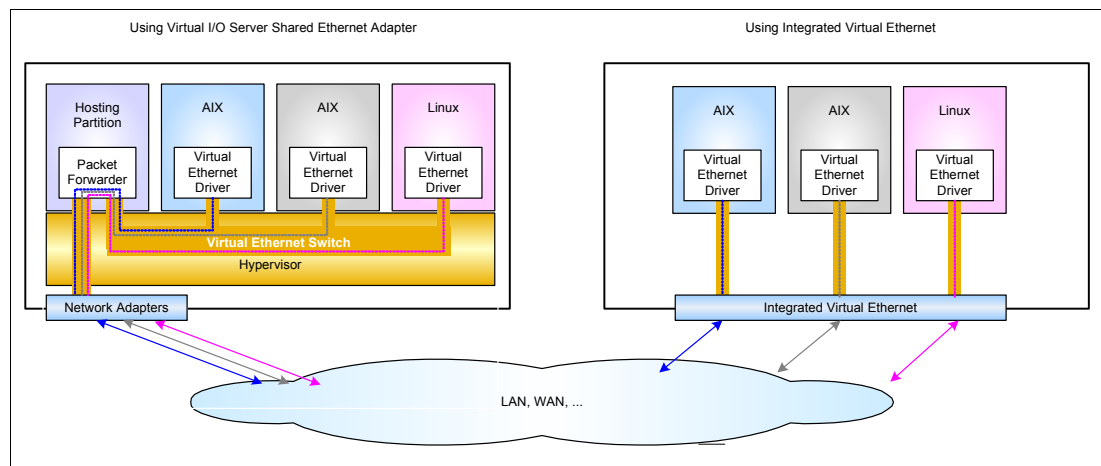 Using Virtual I/O Server Shared Ethernet Adapter
Using Integrated Virtual Ethernet
Hosting
Partition
AIX
AIX
Linux
Packet
Forwarder
Virtual
Ethernet
Driver
Virtual
Ethernet
Driver
Virtual
Ethernet
Driver
Virtual Ethernet Switch
Hypervisor
Network Adapters
AIX
AIX
Linux
Virtual
Ethernet
Driver
Virtual
Ethernet
Driver
Virtual
Ethernet
Driver
Integrated Virtual Ethernet
LAN, WAN, ...